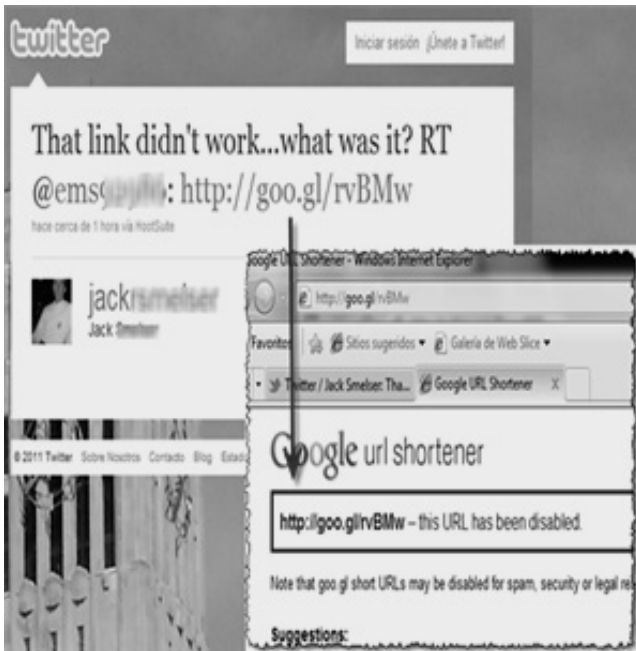 twitter
Iniciar sesión ¡Únete a Twitter!
That link didn't work...what was it? RT
@ems : http://goo.gl/rvBMw
hace cerca de 1 hora vía HootSuite
jack
Jack
© 2011 Twitter Sobre Nosotros Contacto Blog
Google URL Shortener - Windows Internet Explorer
http://goo.gl/rvBMw
Favoritos Sitios sugeridos ▾ Galería de Web Slice ▾
Twitter / Jack Smelser: Tha... Google URL Shortener X
Google url shortener
http://goo.gl/rvBMw – this URL has been disabled.
Note that goo.gl short URLs may be disabled for spam, security or legal
Suggestions: